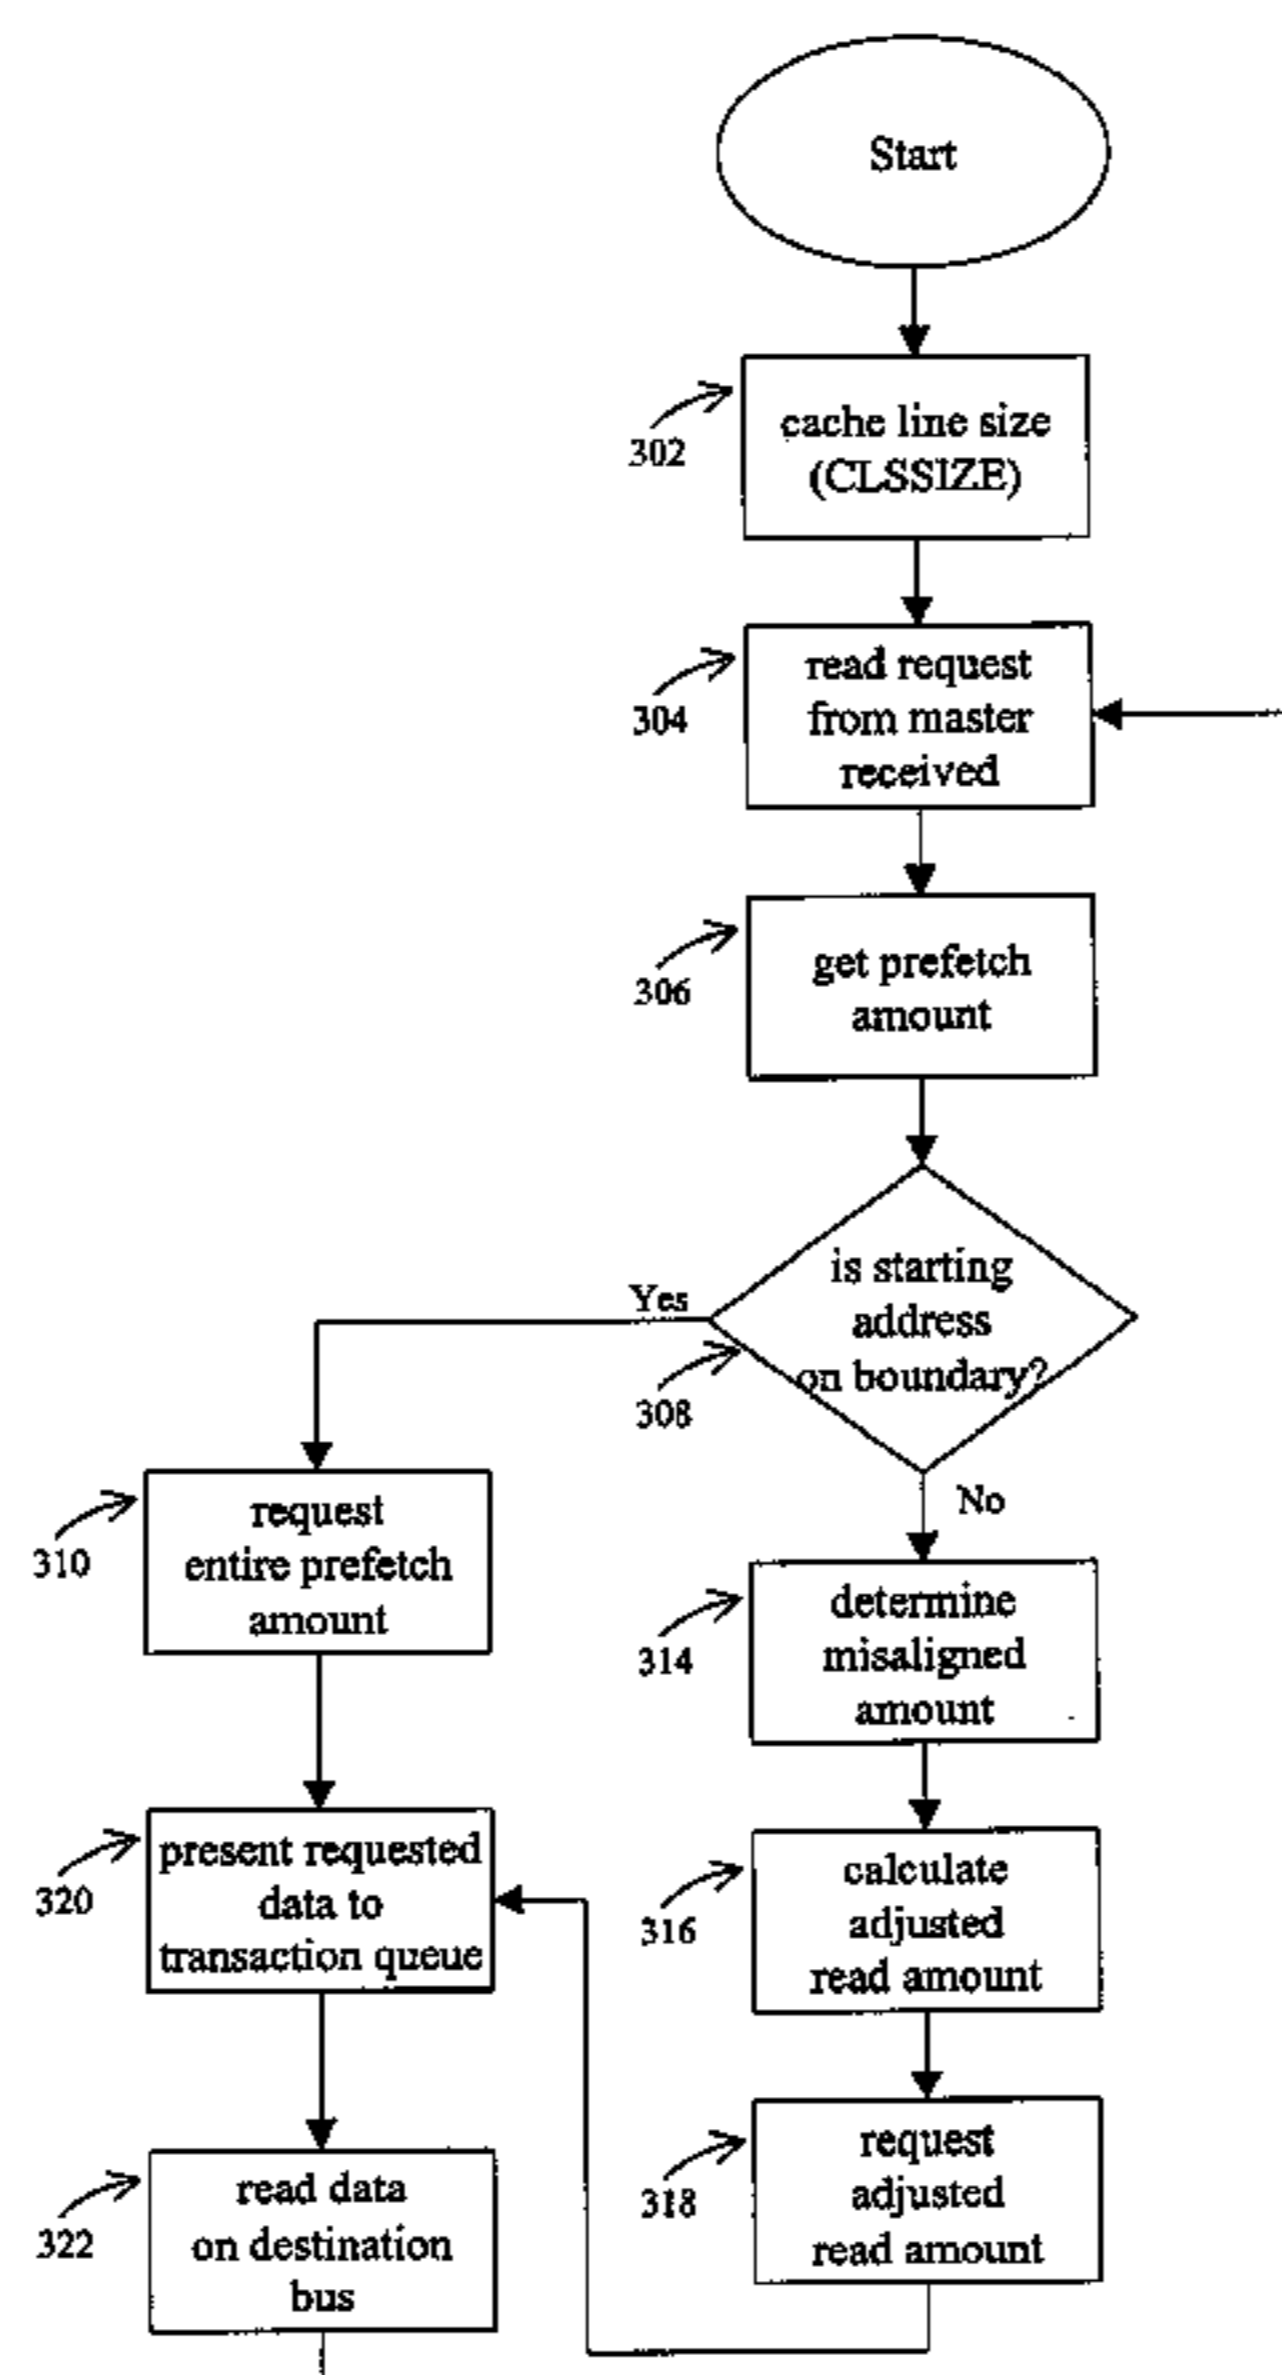 Start
cache line size
(CLSSIZE)
302
read request
from master
received
304
get prefetch
amount
306
is starting
address
on boundary?
Yes
308
No
request
entire prefetch
amount
310
determine
misaligned
amount
314
present requested
data to
transaction queue
320
calculate
adjusted
read amount
316
request
adjusted
read amount
318
read data
on destination
bus
322